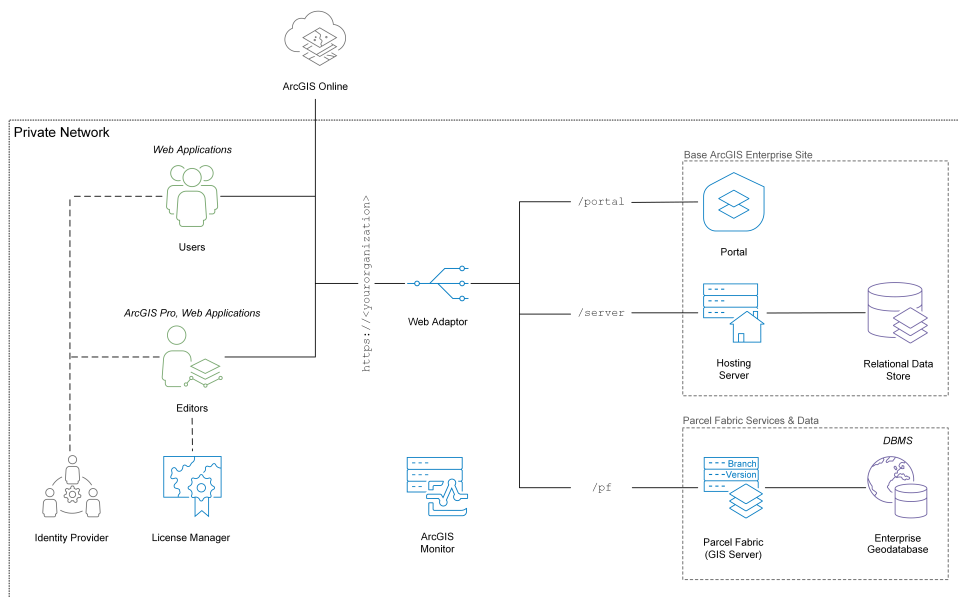 ArcGIS Online
Private Network
Web Applications
Users
ArcGIS Pro, Web Applications
Editors
Identity Provider
License Manager
https://<yourorganization>
Web Adaptor
ArcGIS
Monitor
/portal
/server
/pf
Base ArcGIS Enterprise Site
Portal
Hosting
Server
Relational Data
Store
Parcel Fabric Services & Data
DBMS
Branch
Version
Parcel Fabric
(GIS Server)
Enterprise
Geodatabase